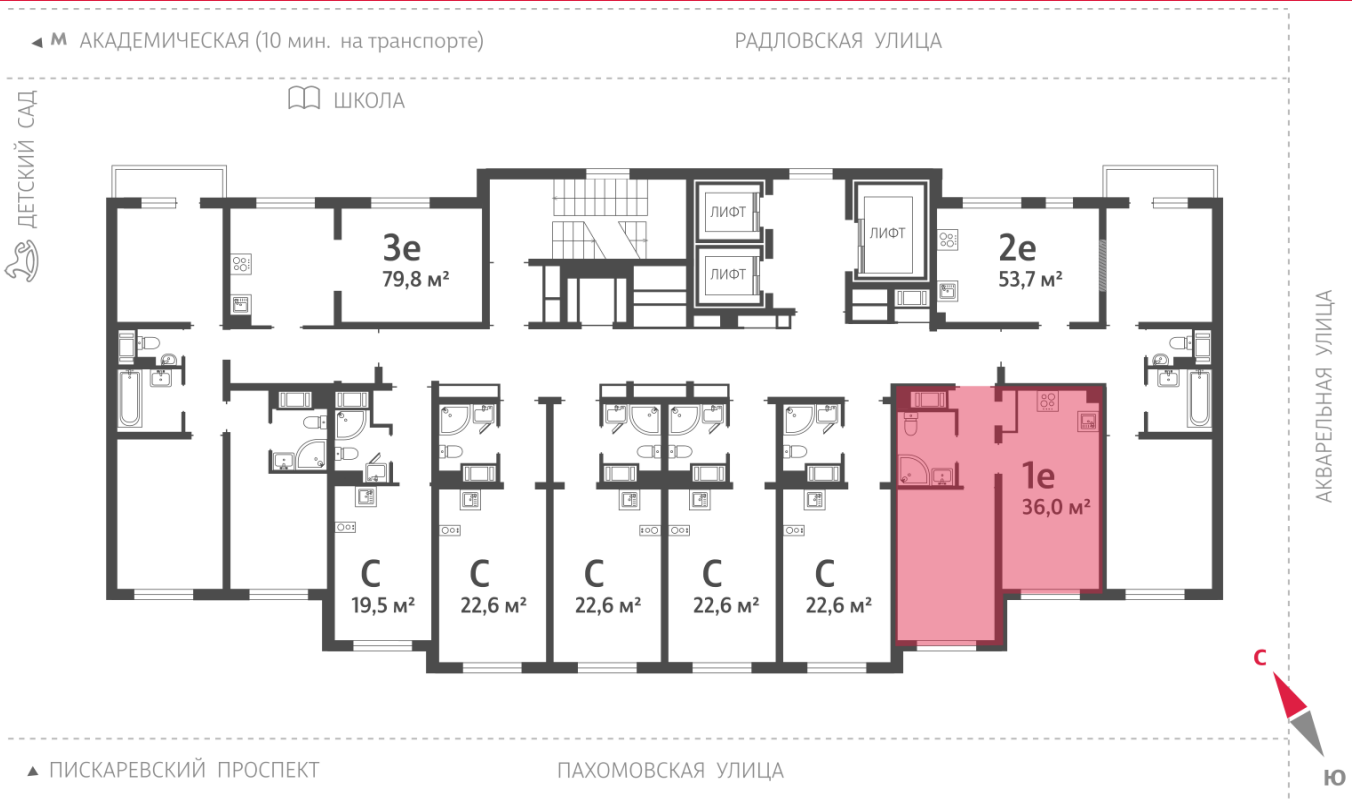 М АКАДЕМИЧЕСКАЯ (10 мин. на транспорте)
РАДЛОВСКАЯ УЛИЦА
ШКОЛА
ДЕТСКИЙ САД
3е
79,8 м²
ЛИФТ
ЛИФТ
ЛИФТ
2е
53,7 м²
АКВАРЕЛЬНАЯ УЛИЦА
1е
36,0 м²
С
19,5 м²
С
22,6 м²
С
22,6 м²
С
22,6 м²
С
22,6 м²
С
Ю
ПИСКАРЕВСКИЙ ПРОСПЕКТ
ПАХОМОВСКАЯ УЛИЦА